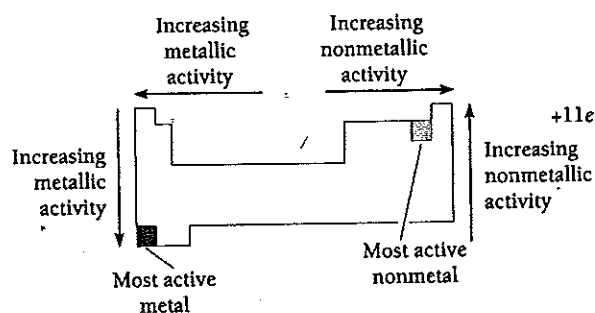 Increasing
metallic
activity
Increasing
nonmetallic
activity
+11e
Increasing
metallic
activity
Increasing
nonmetallic
activity
Most active
metal
Most active
nonmetal